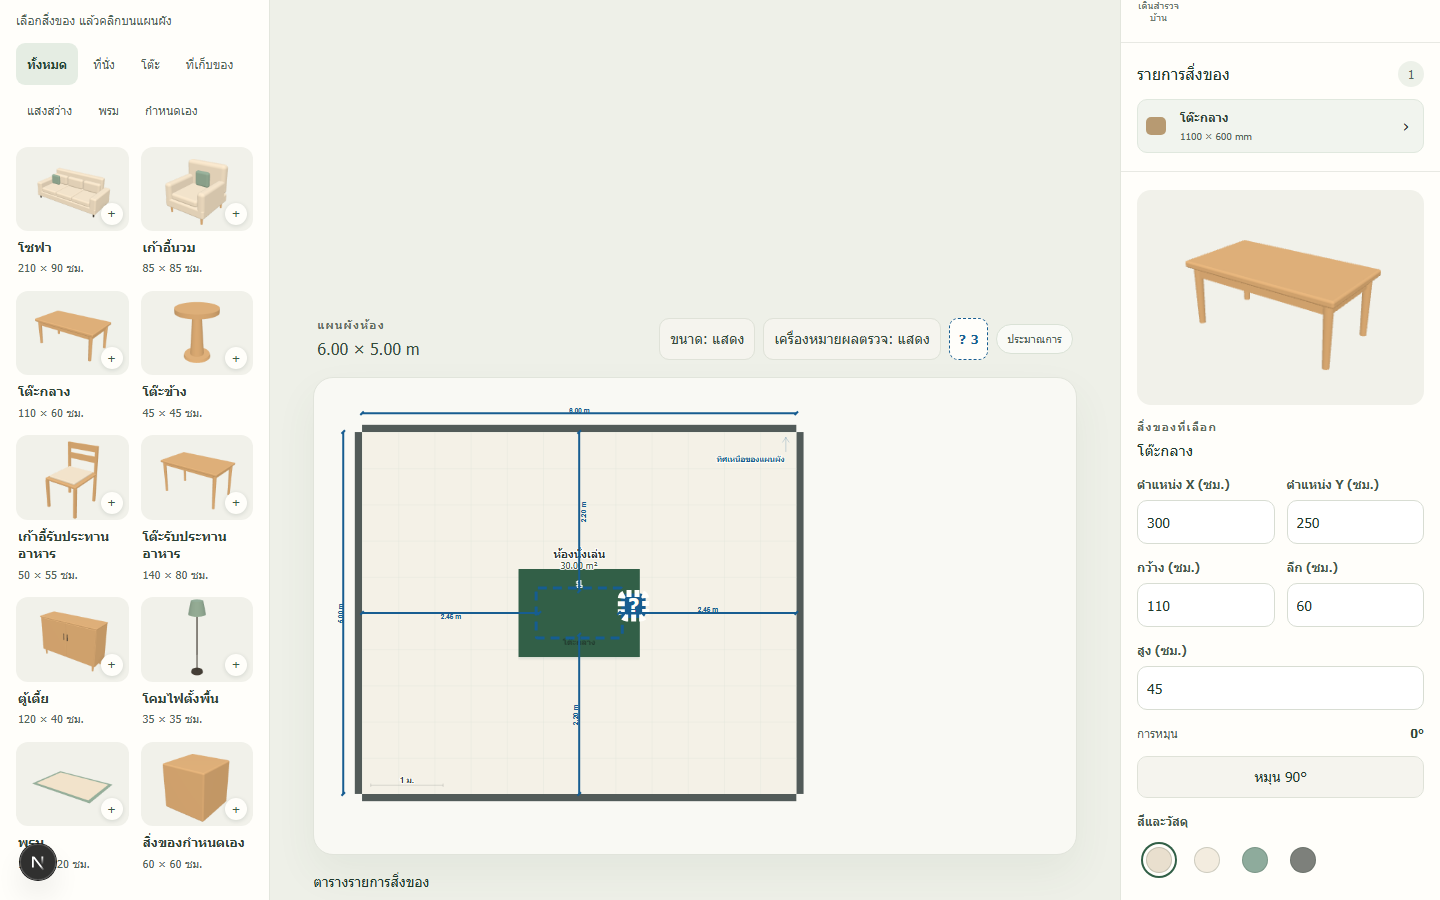 เลือกสิ่งของ แล้วคลิกบนแผนผัง
ทั้งหมด
ที่นั่ง
โต๊ะ
ที่เก็บของ
แสงสว่าง
พรม
กำหนดเอง
+
+
โซฟา
210 × 90 ซม.
เก้าอี้นวม
85 × 85 ซม.
+
+
โต๊ะกลาง
110 × 60 ซม.
โต๊ะข้าง
45 × 45 ซม.
+
+
เก้าอี้รับประทาน
อาหาร
50 × 55 ซม.
โต๊ะรับประทาน
อาหาร
140 × 80 ซม.
+
+
ตู้เตี้ย
120 × 40 ซม.
โคมไฟตั้งพื้น
35 × 35 ซม.
+
+
พรม
20 ซม.
N
สิ่งของกำหนดเอง
60 × 60 ซม.
แผนผังห้อง
6.00 × 5.00 m
ขนาด: แสดง
เครื่องหมายผลตรวจ: แสดง
? 3
ประมาณการ
6.00 m
ทิศเหนือของแผนผัง
2.20 m
ห้องนั่งเล่น
30.00 m²
?
2.45 m
2.45 m
โต๊ะกลาง
2.20 m
1 ม.
ตารางรายการสิ่งของ
เดินสำรวจ
บ้าน
รายการสิ่งของ
1
โต๊ะกลาง
1100 × 600 mm
›
สิ่งของที่เลือก
โต๊ะกลาง
ตำแหน่ง X (ซม.)
ตำแหน่ง Y (ซม.)
300
250
กว้าง (ซม.)
ลึก (ซม.)
110
60
สูง (ซม.)
45
การหมุน
0°
หมุน 90°
สีและวัสดุ